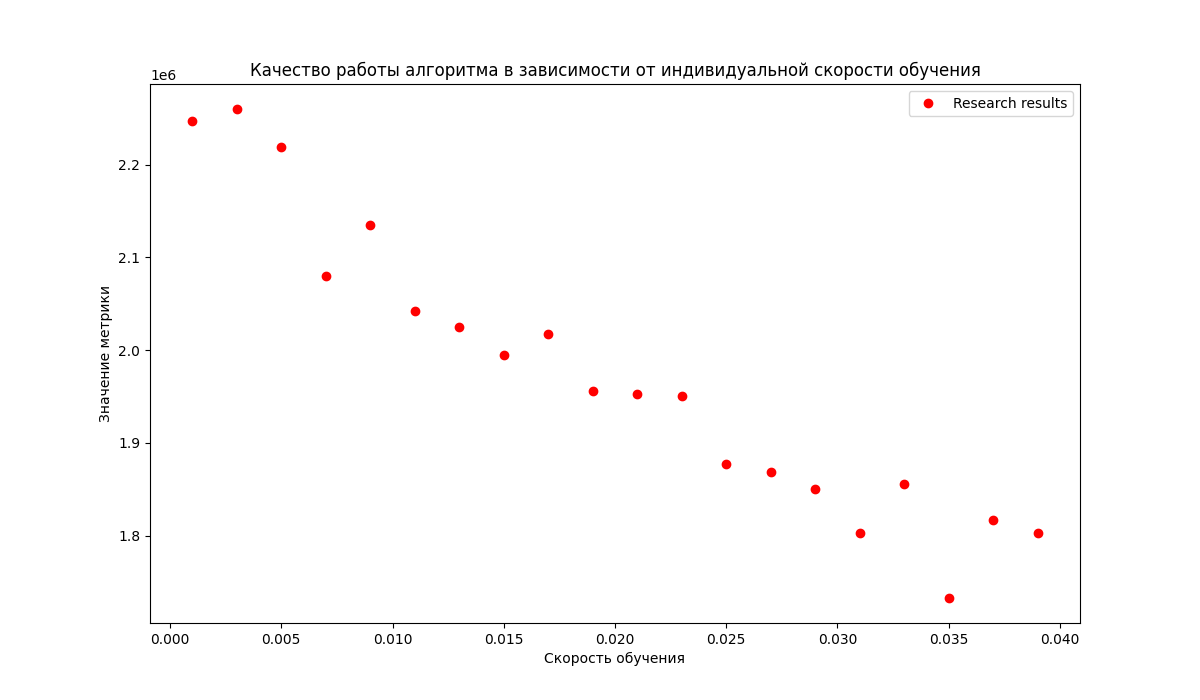 Качество работы алгоритма в зависимости от индивидуальной скорости обучения
1e6
Research results
2.2
2.1
2.0
1.9
1.8
Значение метрики
0.000 0.005 0.010 0.015 0.020 0.025 0.030 0.035 0.040
Скорость обучения